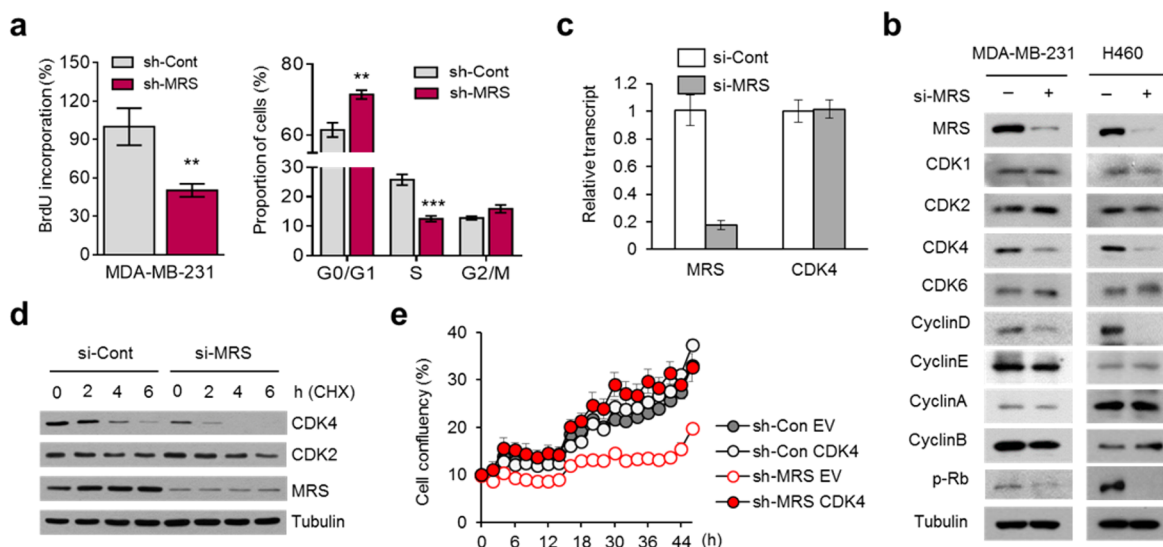 a
BrdU incorporation (%)
150
120
90
60
30
0
sh-Cont
sh-MRS
**
MDA-MB-231
Proportion of cells (%)
80
60
30
20
10
0
**
***
sh-Cont
sh-MRS
G0/G1 S G2/M
c
Relative transcript
1.4
1.2
1
0.8
0.6
0.4
0.2
0
si-Cont
si-MRS
MRS CDK4
b
MDA-MB-231 H460
si-MRS − + − +
MRS
CDK1
CDK2
CDK4
CDK6
CyclinD
CyclinE
CyclinA
CyclinB
p-Rb
Tubulin
d
si-Cont si-MRS
0 2 4 6 0 2 4 6 h (CHX)
CDK4
CDK2
MRS
Tubulin
e
Cell confluency (%)
40
30
20
10
0
0 6 12 18 30 36 44 (h)
sh-Con EV
sh-Con CDK4
sh-MRS EV
sh-MRS CDK4